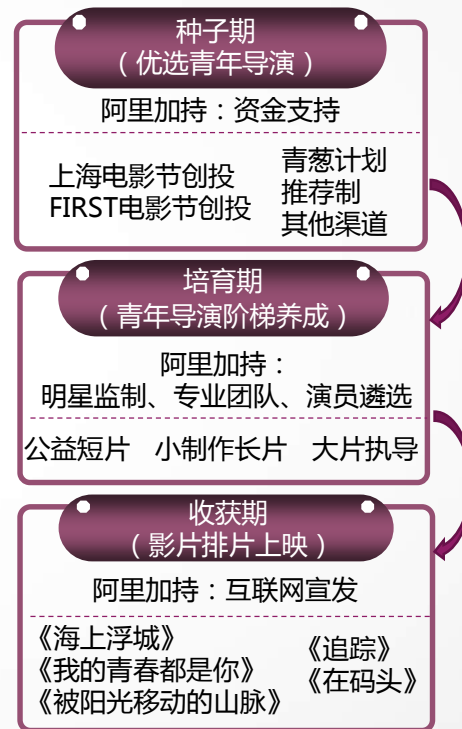 种子期
（优选青年导演）
阿里加持：资金支持
上海电影节创投
FIRST电影节创投
青葱计划
推荐制
其他渠道
培育期
（青年导演阶梯养成）
阿里加持：
明星监制、专业团队、演员遴选
公益短片 小制作长片 大片执导
收获期
（影片排片上映）
阿里加持：互联网宣发
《海上浮城》
《我的青春都是你》
《被阳光移动的山脉》
《追踪》
《在码头》